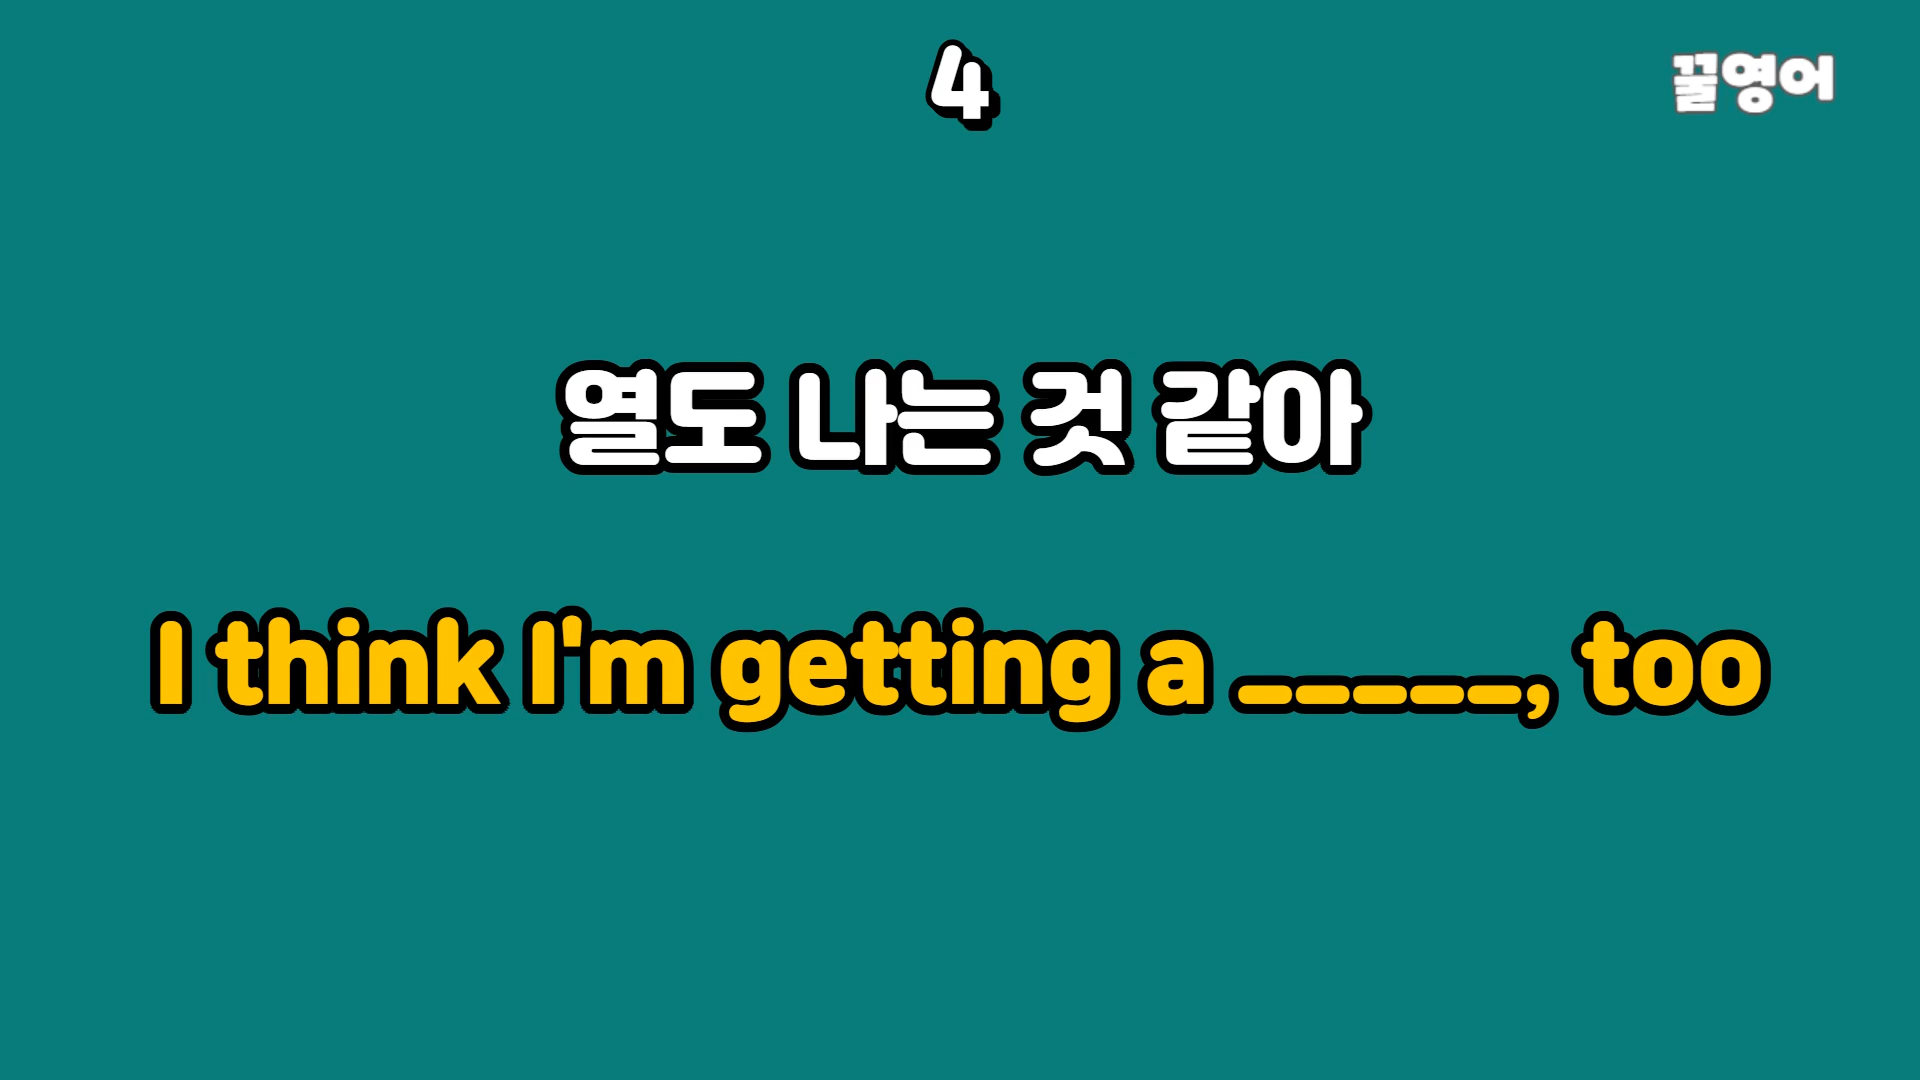 4
꿀영어
열도 나는 것 같아
I think I'm getting a _____, too